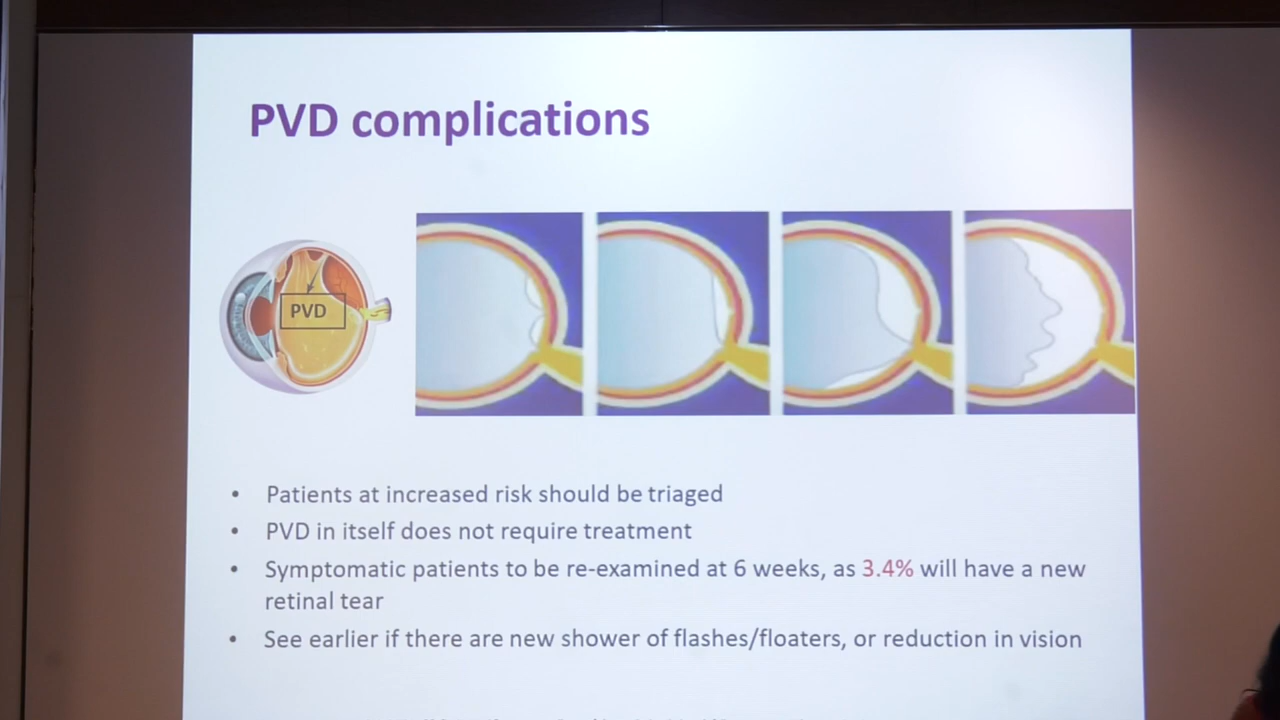 PVD complications
PVD
• Patients at increased risk should be triaged
• PVD in itself does not require treatment
• Symptomatic patients to be re-examined at 6 weeks, as 3.4% will have a new
retinal tear
• See earlier if there are new shower of flashes/floaters, or reduction in vision